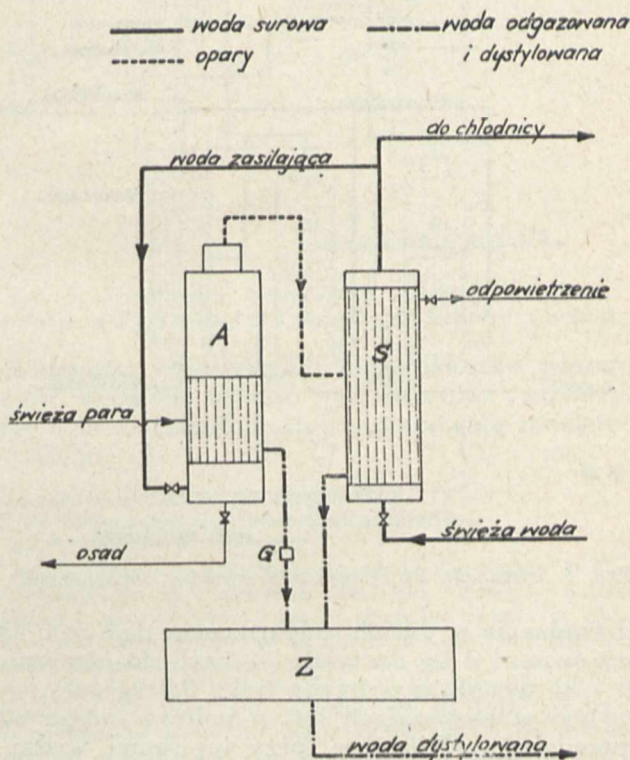 woda surowa
opary
woda odgazowana
i dystylowana
do chłodnicy
woda zasilająca
odpowietrzenie
A
S
świeża para
świeża woda
osad
G
Z
woda dystylowana